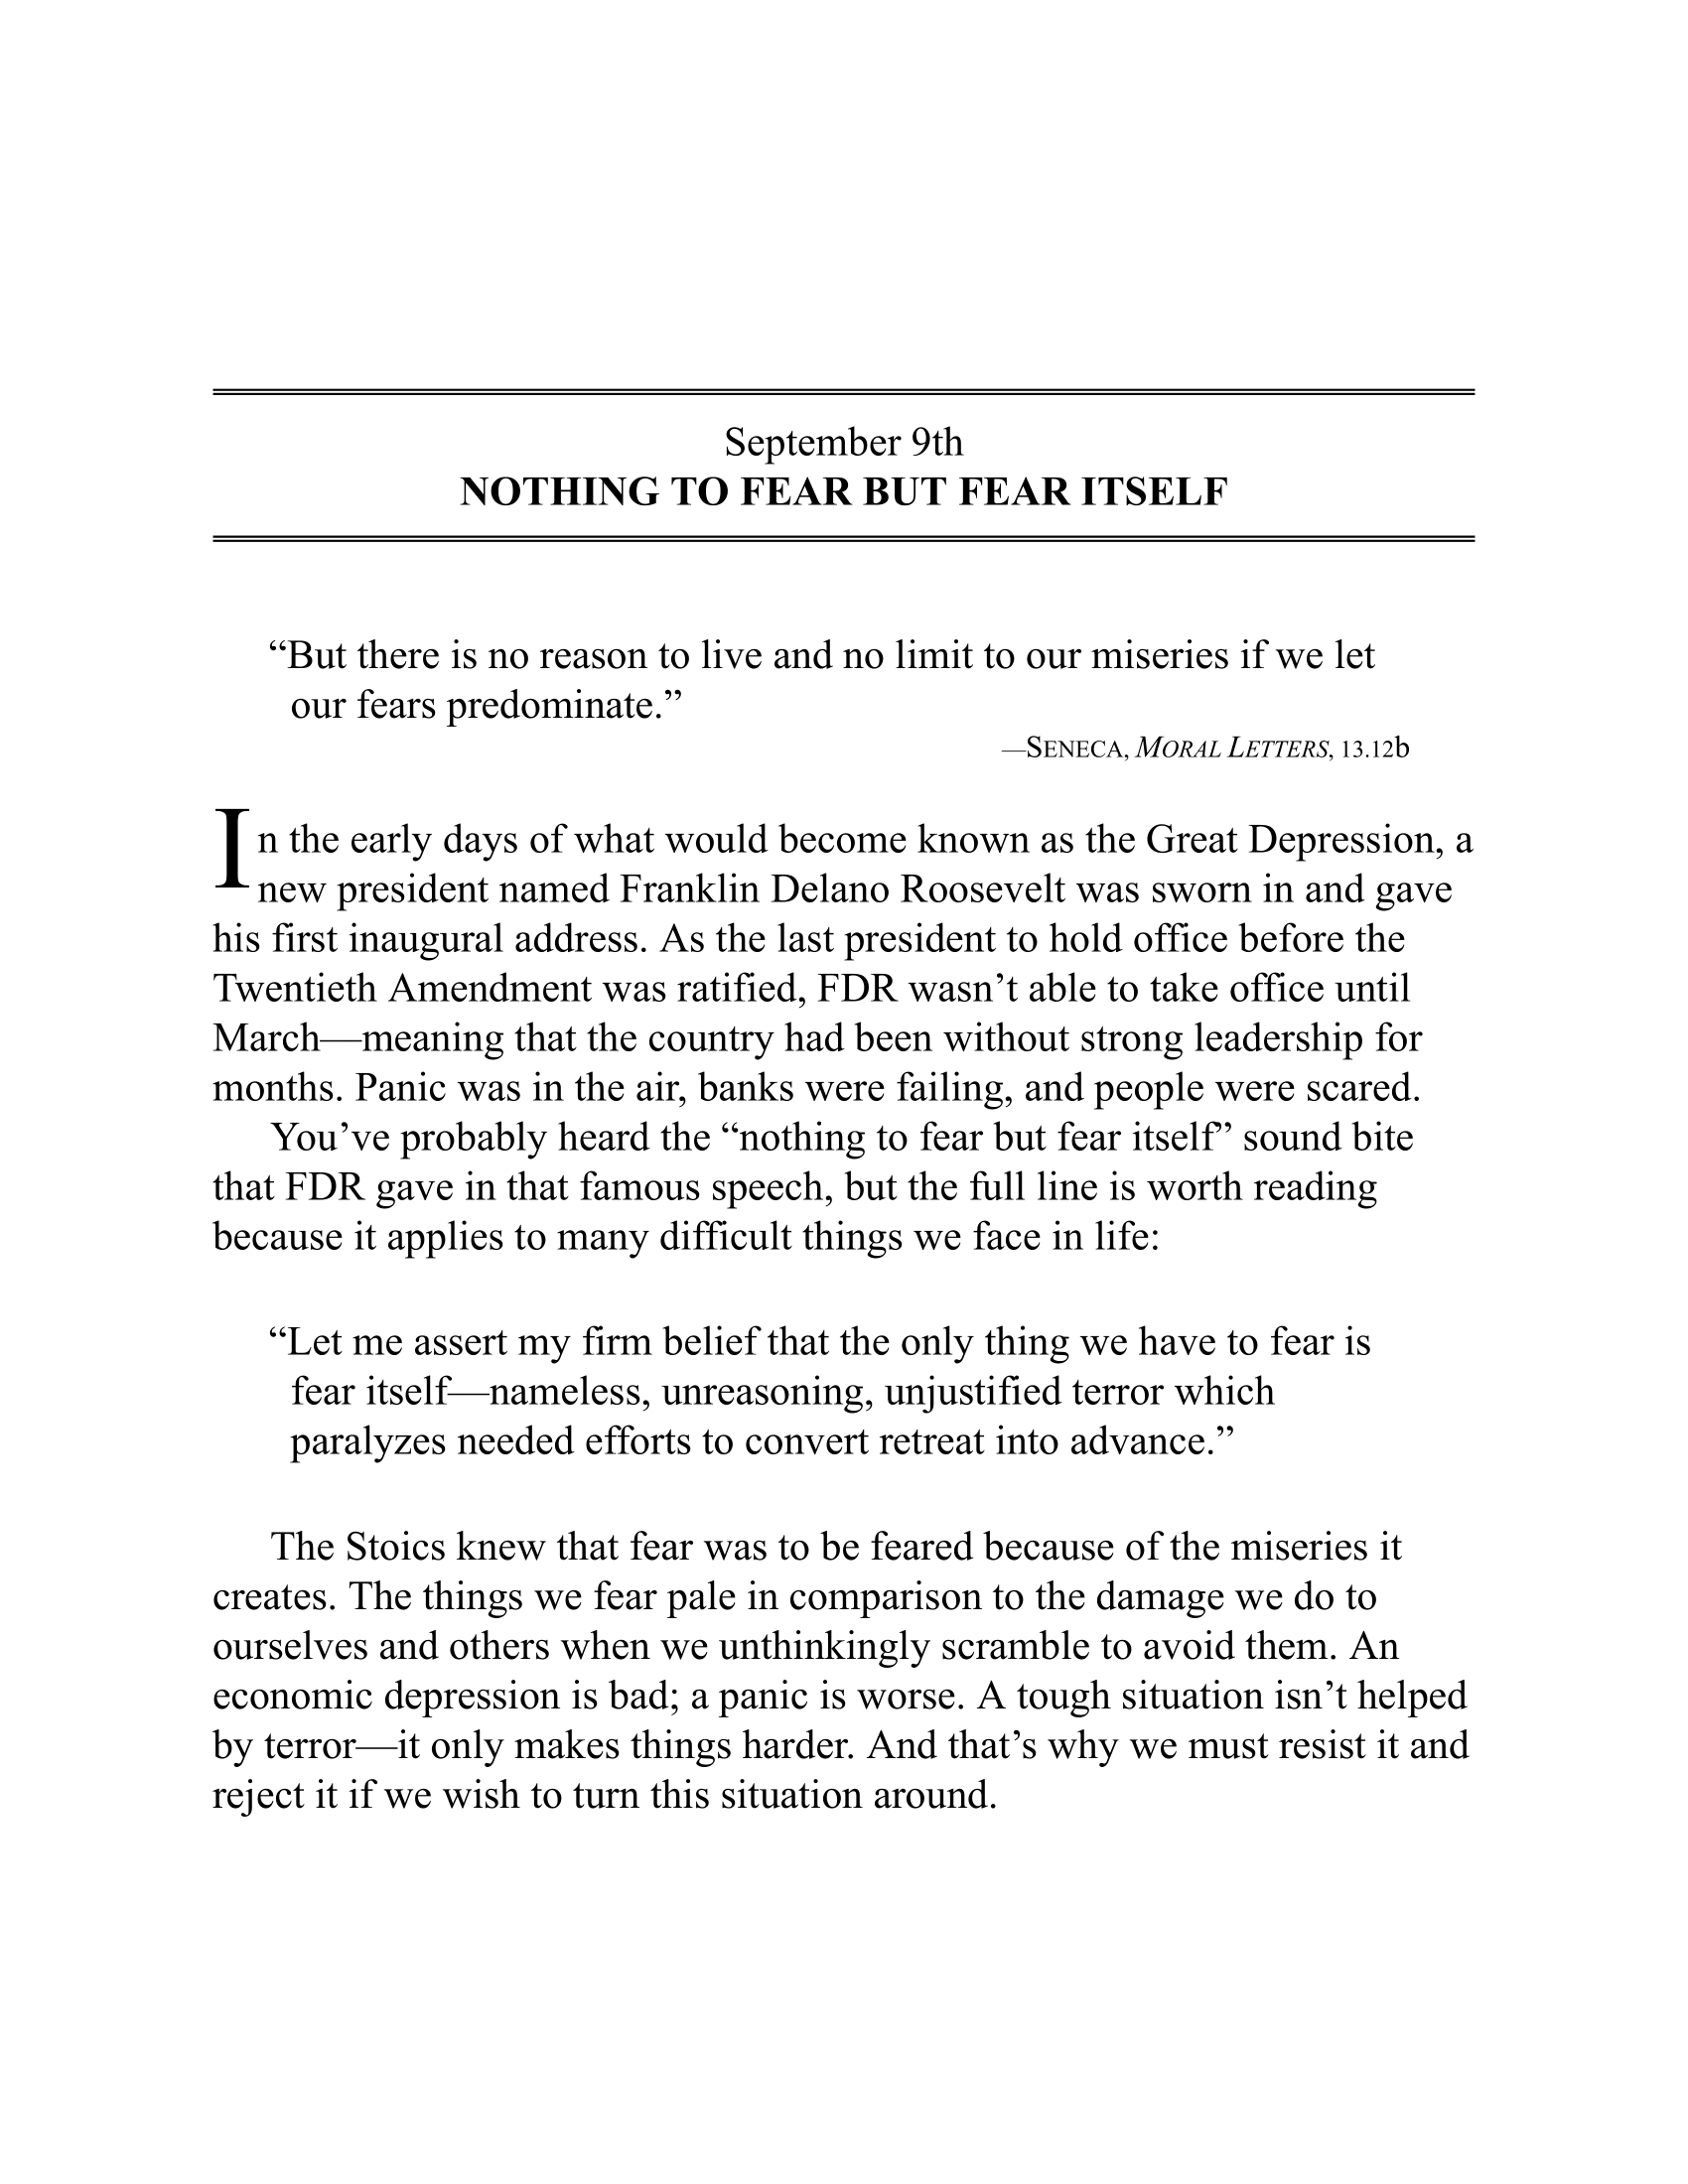 September 9th
NOTHING TO FEAR BUT FEAR ITSELF
“But there is no reason to live and no limit to our miseries if we let
our fears predominate.”
—SENECA, MORAL LETTERS, 13.12b
In the early days of what would become known as the Great Depression, a
new president named Franklin Delano Roosevelt was sworn in and gave
his first inaugural address. As the last president to hold office before the
Twentieth Amendment was ratified, FDR wasn’t able to take office until
March—meaning that the country had been without strong leadership for
months. Panic was in the air, banks were failing, and people were scared.
You’ve probably heard the “nothing to fear but fear itself” sound bite
that FDR gave in that famous speech, but the full line is worth reading
because it applies to many difficult things we face in life:
“Let me assert my firm belief that the only thing we have to fear is
fear itself—nameless, unreasoning, unjustified terror which
paralyzes needed efforts to convert retreat into advance.”
The Stoics knew that fear was to be feared because of the miseries it
creates. The things we fear pale in comparison to the damage we do to
ourselves and others when we unthinkingly scramble to avoid them. An
economic depression is bad; a panic is worse. A tough situation isn’t helped
by terror—it only makes things harder. And that’s why we must resist it and
reject it if we wish to turn this situation around.